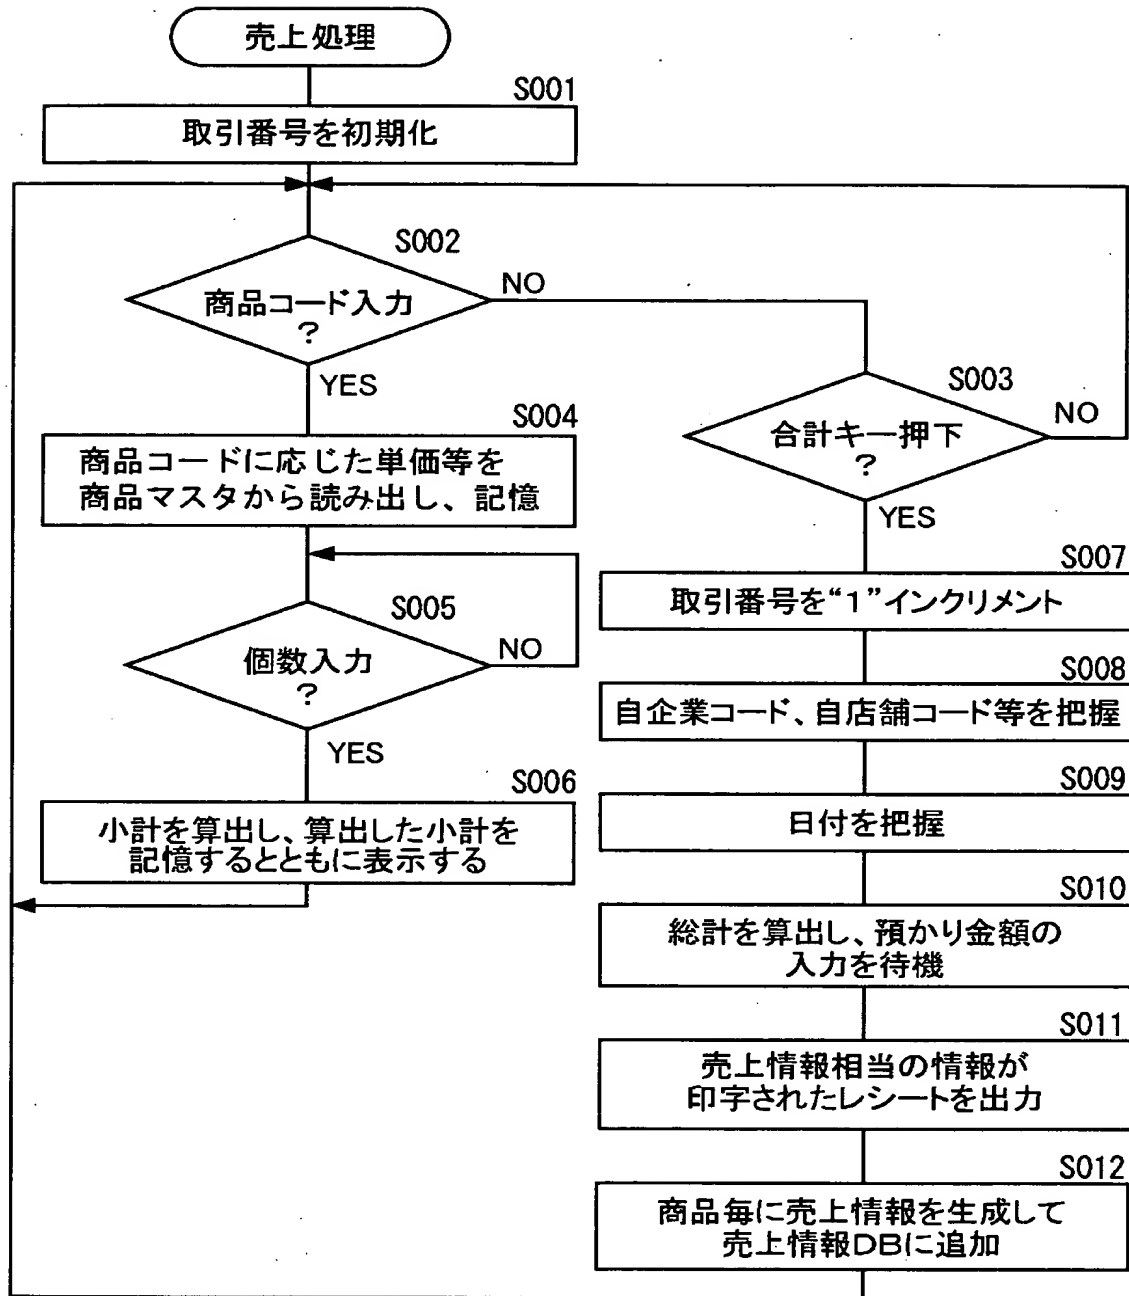 売上処理
S001
取引番号を初期化
S002
商品コード入力
?
NO
YES
S003
合計キー押下
?
NO
YES
S004
商品コードに応じた単価等を
商品マスタから読み出し、記憶
S005
個数入力
?
NO
YES
S006
小計を算出し、算出した小計を
記憶するとともに表示する
S007
取引番号を“1”インクリメント
S008
自企業コード、自店舗コード等を把握
S009
日付を把握
S010
総計を算出し、預かり金額の
入力を待機
S011
売上情報相当の情報が
印字されたレシートを出力
S012
商品毎に売上情報を生成して
売上情報DBに追加